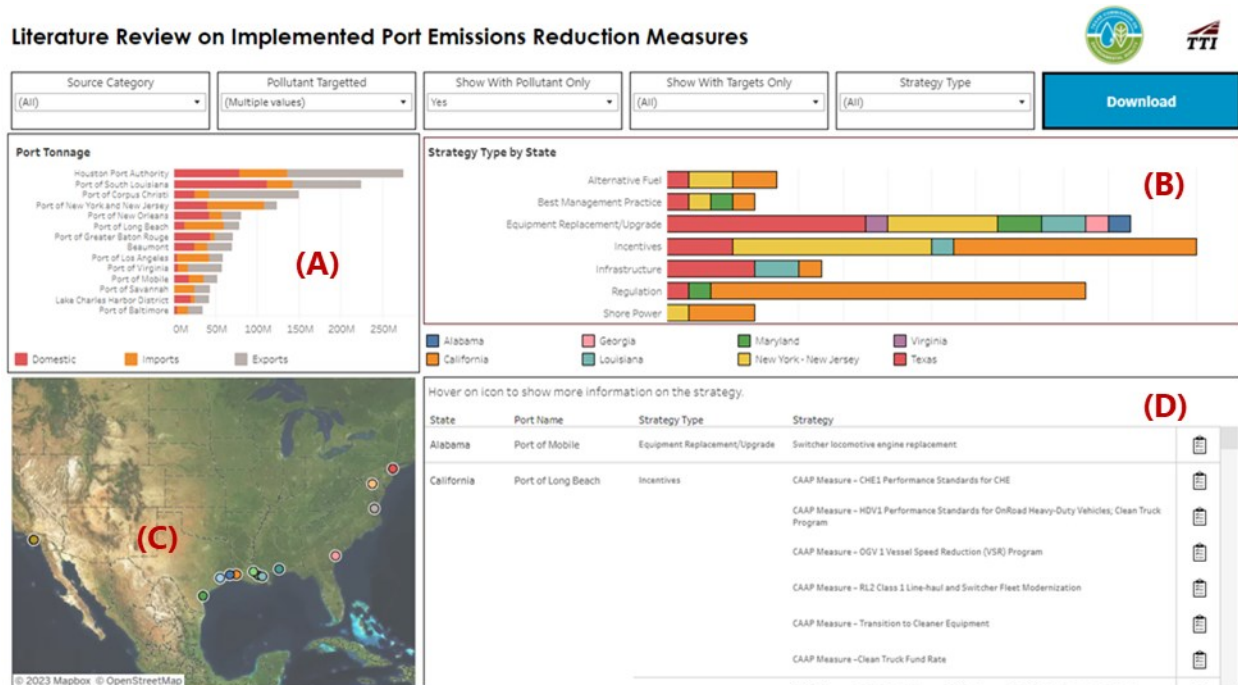 Literature Review on Implemented Port Emissions Reduction Measures
TTI
Source Category
(All)
Pollutant Targetted
(Multiple values)
Show With Pollutant Only
Yes
Show With Targets Only
(All)
Strategy Type
(All)
Download
Port Tonnage
Houston Port Authority
Port of South Louisiana
Port of Corpus Christi
Port of New York and New Jersey
Port of New Orleans
Port of Long Beach
Port of Greater Baton Rouge
Beaumont
Port of Los Angeles
Port of Virginia
Port of Mobile
Port of Savannah
Lake Charles Harbor District
Port of Baltimore
(A)
0M 50M 100M 150M 200M 250M
Domestic Imports Exports
Strategy Type by State
(B)
Alternative Fuel
Best Management Practice
Equipment Replacement/Upgrade
Incentives
Infrastructure
Regulation
Shore Power
Alabama Georgia Maryland Virginia
California Louisiana New York - New Jersey Texas
(C)
© 2023 Mapbox © OpenStreetMap
Hover on icon to show more information on the strategy.
(D)
State Port Name Strategy Type Strategy
Alabama Port of Mobile Equipment Replacement/Upgrade Switcher locomotive engine replacement
California Port of Long Beach Incentives CAAP Measure – CHE1 Performance Standards for CHE
CAAP Measure – HDV1 Performance Standards for OnRoad Heavy-Duty Vehicles; Clean Truck
Program
CAAP Measure – OGV 1 Vessel Speed Reduction (VSR) Program
CAAP Measure – RL2 Class 1 Line-haul and Switcher Fleet Modernization
CAAP Measure – Transition to Cleaner Equipment
CAAP Measure –Clean Truck Fund Rate